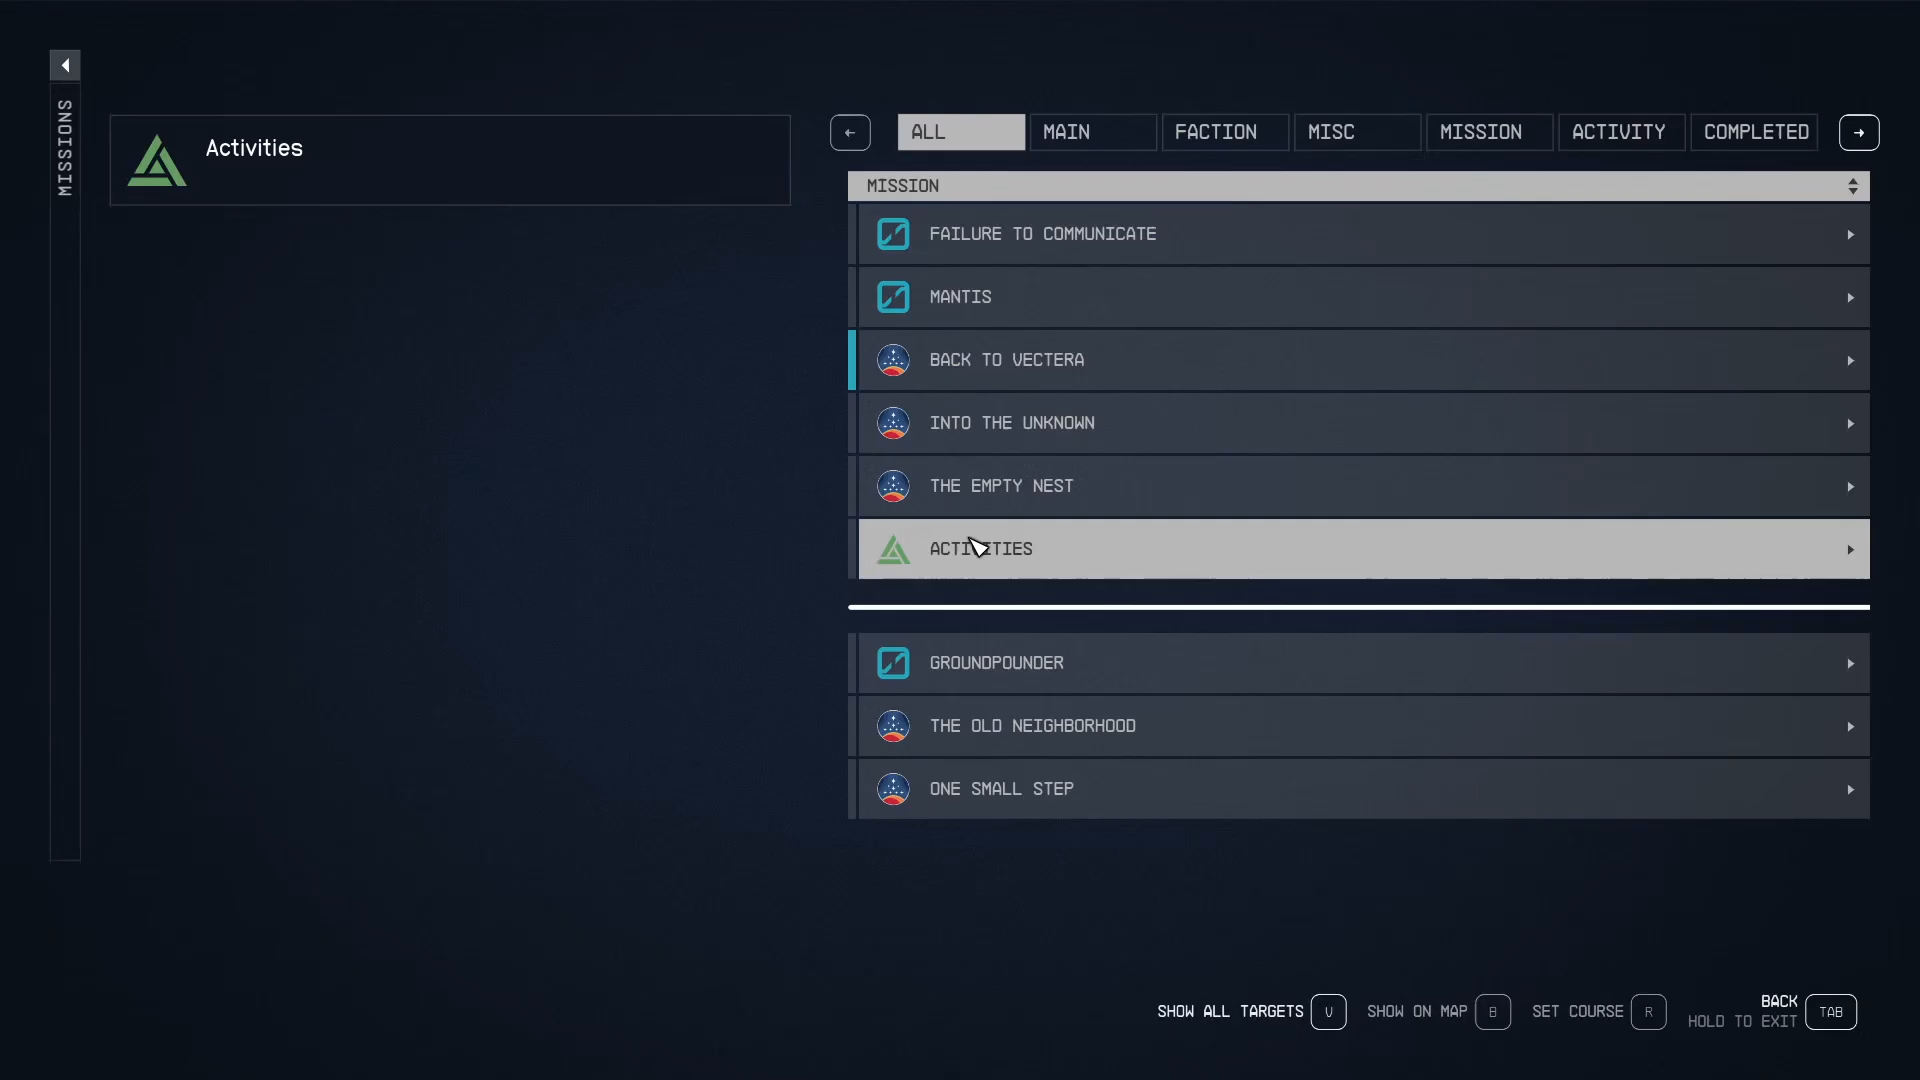 MISSIONS
Activities
ALL MAIN FACTION MISC MISSION ACTIVITY COMPLETED
MISSION
FAILURE TO COMMUNICATE
MANTIS
BACK TO VECTERA
INTO THE UNKNOWN
THE EMPTY NEST
ACTIVITIES
GROUNDPOUNDER
THE OLD NEIGHBORHOOD
ONE SMALL STEP
SHOW ALL TARGETS V SHOW ON MAP B SET COURSE R BACK TAB
HOLD TO EXIT